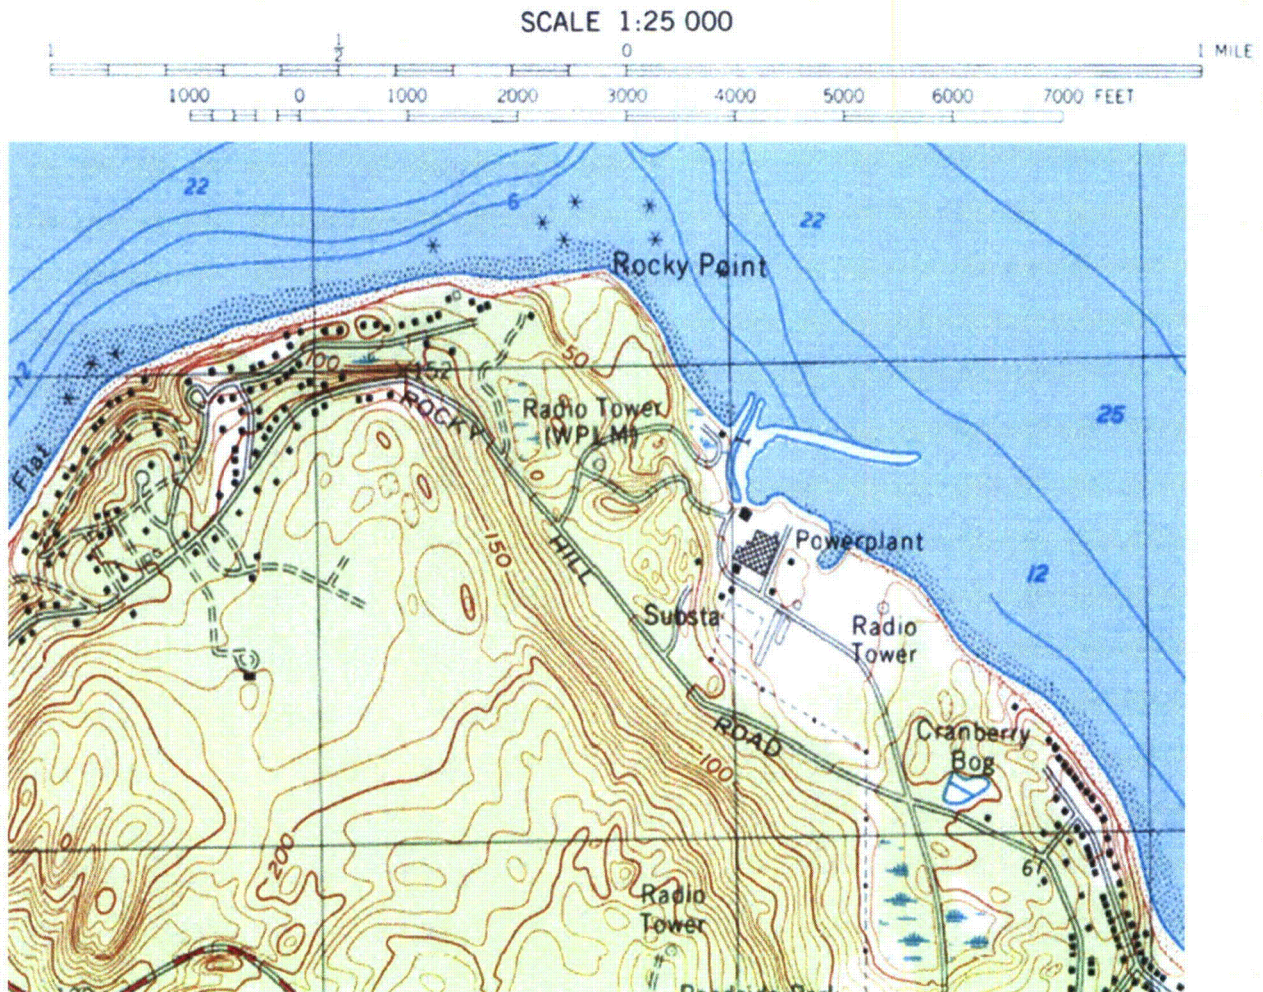 SCALE 1:25 000
1 ½ 0 1 MILE
1000 0 1000 2000 3000 4000 5000 6000 7000 FEET
22
6
22
Rocky Point
12
100
152
50
Radio Tower
(WPLM)
ROCKY
25
Flat
150
HILL
Powerplant
12
Substa
Radio
Tower
ROAD
Cranberry
Bog
100
200
67
Radio
Tower